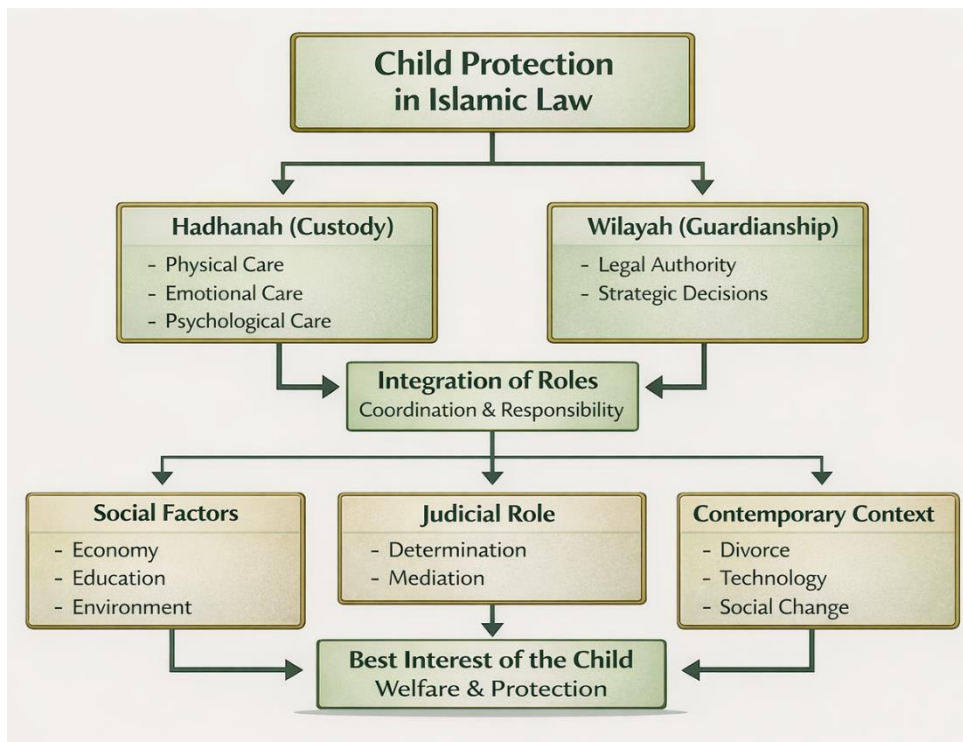 Child Protection
in Islamic Law
Hadhanah (Custody)
- Physical Care
- Emotional Care
- Psychological Care
Wilayah (Guardianship)
- Legal Authority
- Strategic Decisions
Integration of Roles
Coordination & Responsibility
Social Factors
- Economy
- Education
- Environment
Judicial Role
- Determination
- Mediation
Contemporary Context
- Divorce
- Technology
- Social Change
Best Interest of the Child
Welfare & Protection